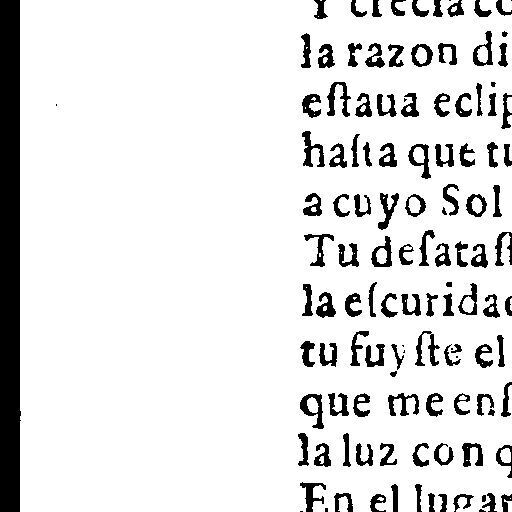 Y crecia co
la razon di
eſtaua eclip
haſta que tu
a cuyo Sol
Tu deſataſt
la eſcuridad
tu fuyſte el
que me enſ
la luz con q
En el lugar